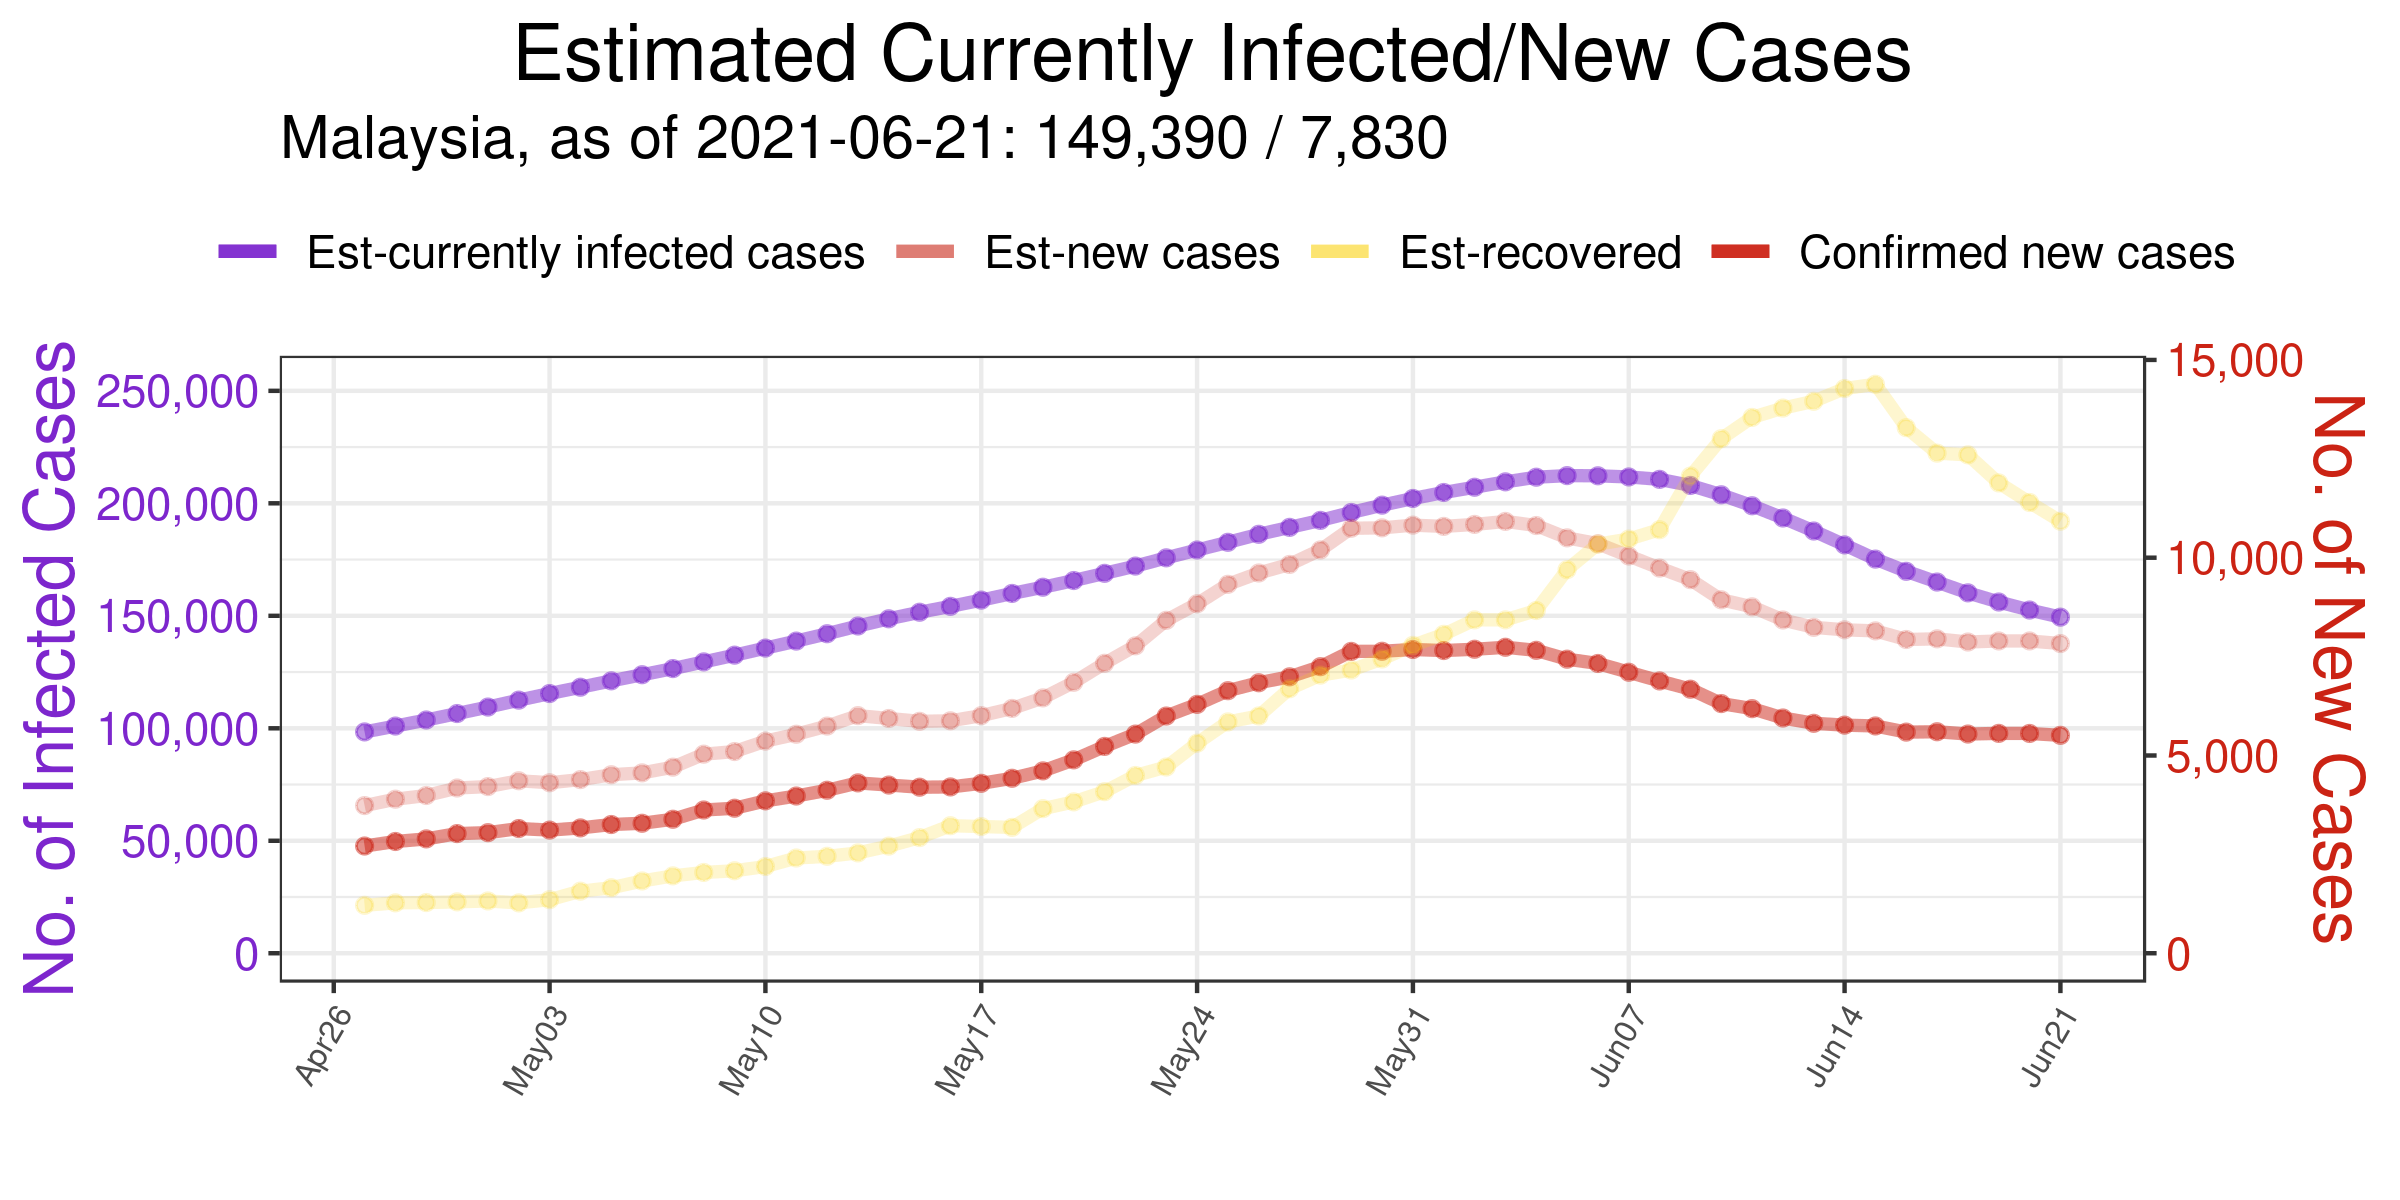 Estimated Currently Infected/New Cases
Malaysia, as of 2021-06-21: 149,390 / 7,830
Est-currently infected cases Est-new cases Est-recovered Confirmed new cases
No. of Infected Cases
250,000
200,000
150,000
100,000
50,000
0
15,000
10,000
5,000
0
No. of New Cases
Apr26 May03 May10 May17 May24 May31 Jun07 Jun14 Jun21